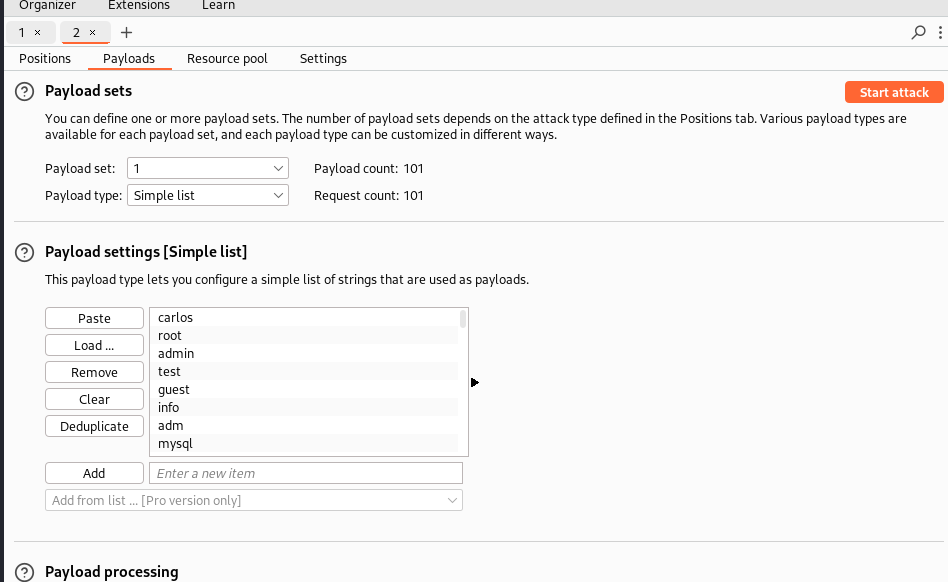 Organizer Extensions Learn
1 × 2 × +
Positions Payloads Resource pool Settings
? Payload sets Start attack
You can define one or more payload sets. The number of payload sets depends on the attack type defined in the Positions tab. Various payload types are
available for each payload set, and each payload type can be customized in different ways.
Payload set: 1 Payload count: 101
Payload type: Simple list Request count: 101
? Payload settings [Simple list]
This payload type lets you configure a simple list of strings that are used as payloads.
Paste carlos
root
Load ... admin
Remove test
guest
Clear info
Deduplicate adm
mysql
Add Enter a new item
Add from list ... [Pro version only]
? Payload processing